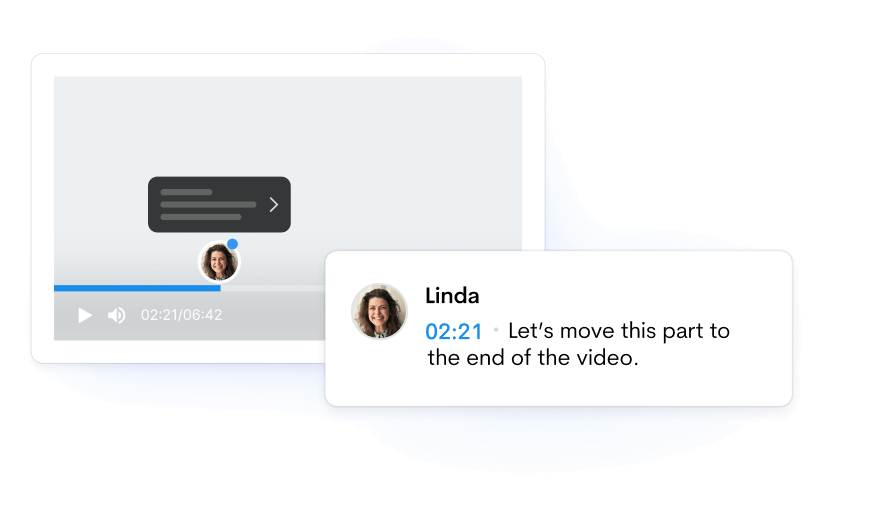 02:21/06:42
Linda
02:21 • Let’s move this part to
the end of the video.